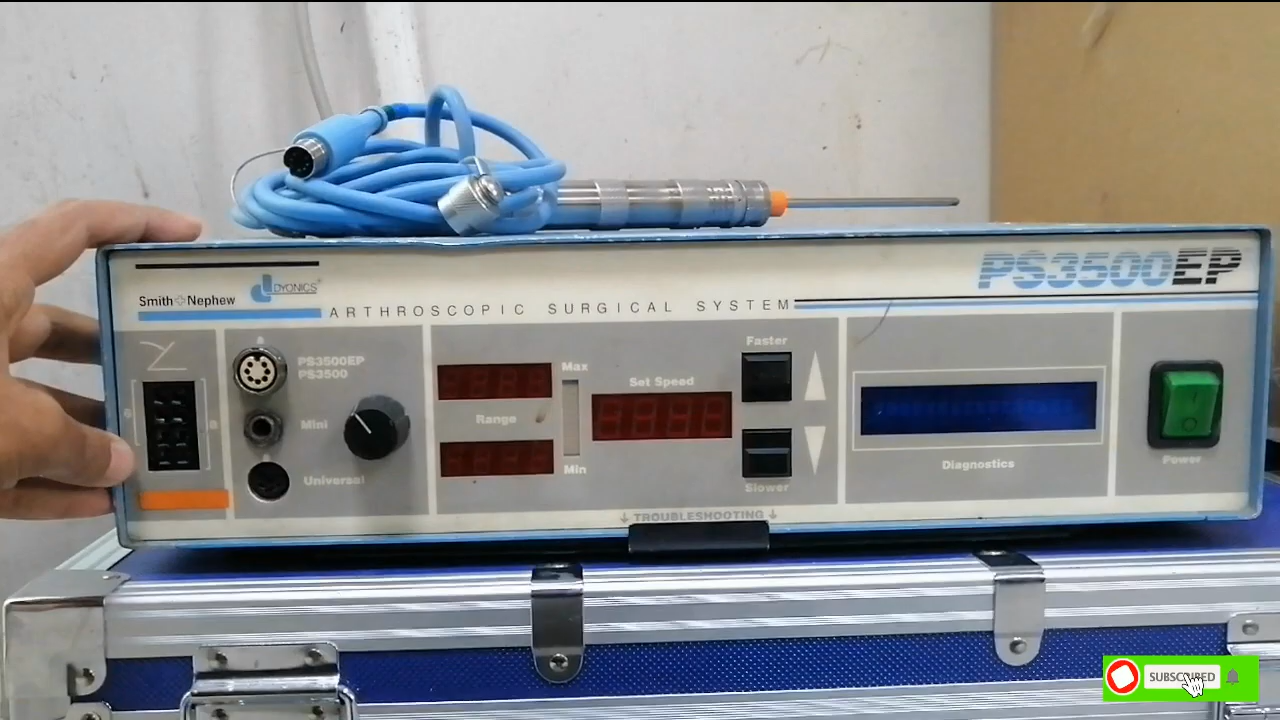 Smith+Nephew
DYONICS
ARTHROSCOPIC SURGICAL SYSTEM
PS3500EP
PS3500EP
PS3500
Mini
Universal
Range
Max
Min
Set Speed
Faster
Slower
Diagnostics
Power
↓ TROUBLESHOOTING ↓
SUBSCRIBED